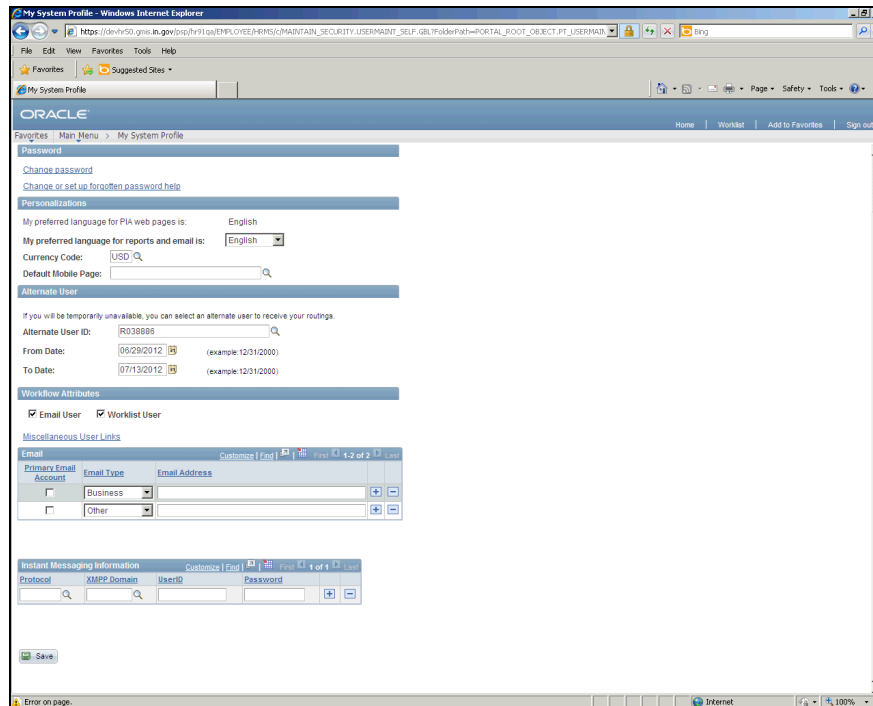 My System Profile - Windows Internet Explorer
https://devhr50.gmis.in.gov/psp/hr91qa/EMPLOYEE/HRMS/c/MAINTAIN_SECURITY.USERMAINT_SELF.GBL?FolderPath=PORTAL_ROOT_OBJECT.PT_USERMAIN
Bing
File Edit View Favorites Tools Help
Favorites Suggested Sites
My System Profile
Page Safety Tools
ORACLE
Home | Worklist | Add to Favorites | Sign out
Favorites Main Menu > My System Profile
Password
Change password
Change or set up forgotten password help
Personalizations
My preferred language for PIA web pages is: English
My preferred language for reports and email is: English
Currency Code: USD
Default Mobile Page:
Alternate User
If you will be temporarily unavailable, you can select an alternate user to receive your routings.
Alternate User ID: R038886
From Date: 06/29/2012 (example:12/31/2000)
To Date: 07/13/2012 (example:12/31/2000)
Workflow Attributes
Email User Worklist User
Miscellaneous User Links
Email Customize | Find | First 1-2 of 2 Last
Primary Email Account Email Type Email Address
Business
Other
Instant Messaging Information Customize | Find | First 1 of 1 Last
Protocol XMPP Domain UserID Password
Save
Error on page. Internet 100%